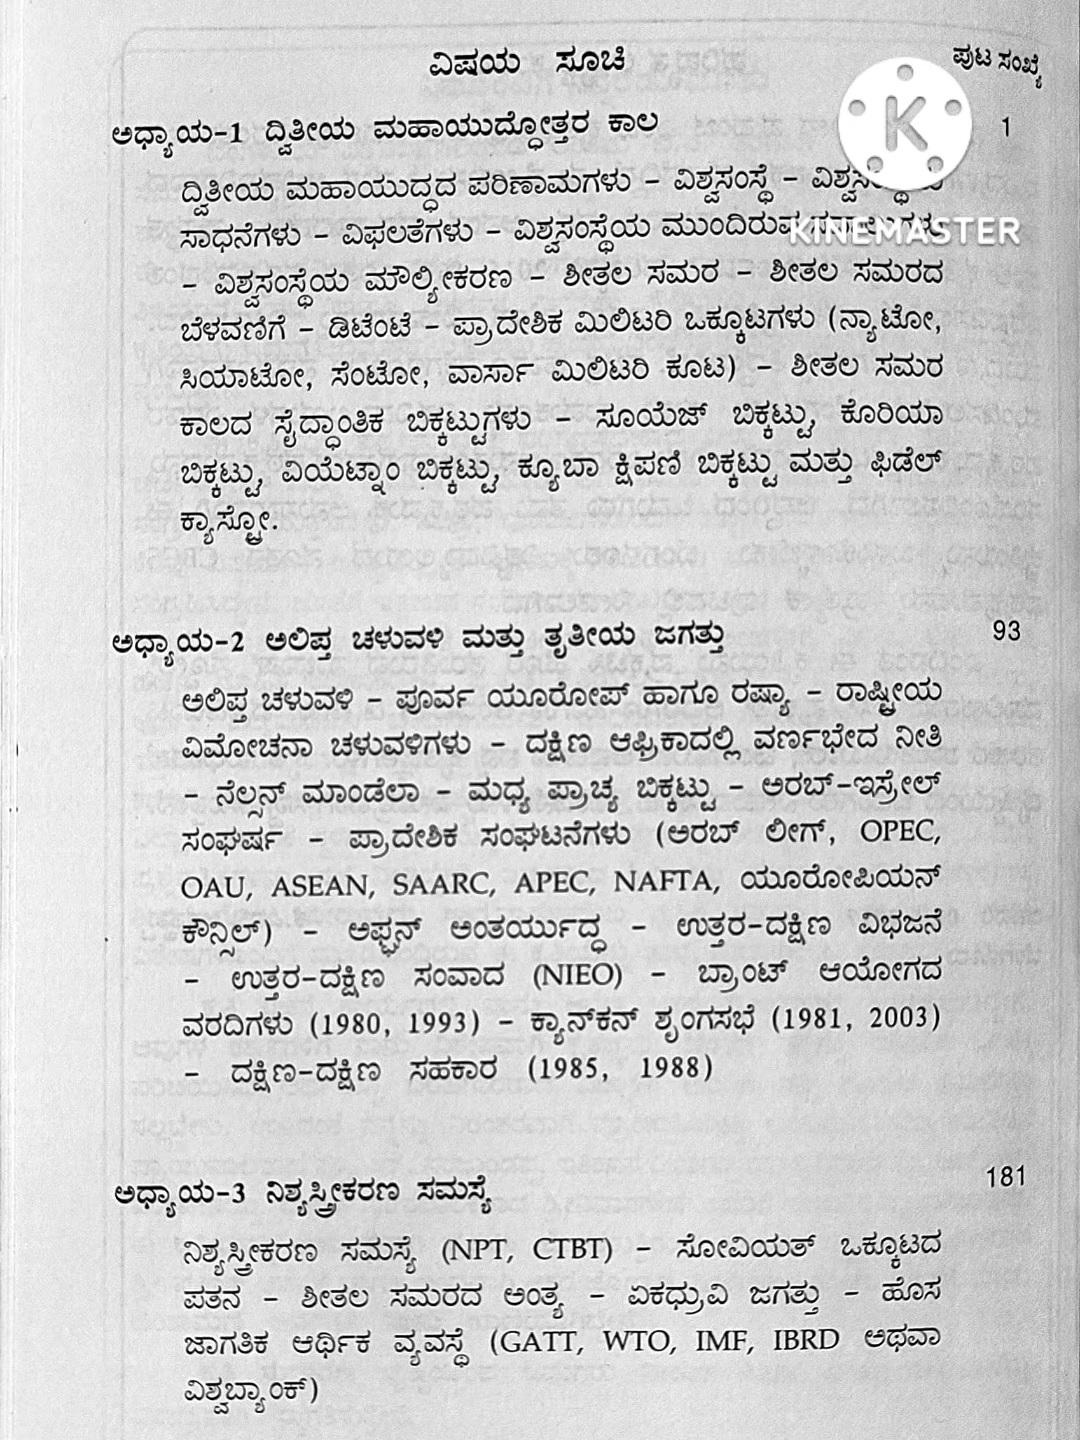 ವಿಷಯ ಸೂಚಿ
ಪುಟ ಸಂಖ್ಯೆ
ಅಧ್ಯಾಯ-1 ದ್ವಿತೀಯ ಮಹಾಯುದ್ಧೋತ್ತರ ಕಾಲ 1
ದ್ವಿತೀಯ ಮಹಾಯುದ್ಧದ ಪರಿಣಾಮಗಳು – ವಿಶ್ವಸಂಸ್ಥೆ –
ಸಾಧನೆಗಳು – ವಿಫಲತೆಗಳು – ವಿಶ್ವಸಂಸ್ಥೆಯ ಮುಂದಿರುವ
KINEMASTER
– ವಿಶ್ವಸಂಸ್ಥೆಯ ಮೌಲ್ಯೀಕರಣ – ಶೀತಲ ಸಮರ – ಶೀತಲ ಸಮರದ
ಬೆಳವಣಿಗೆ – ಡಿಟೆಂಟೆ – ಪ್ರಾದೇಶಿಕ ಮಿಲಿಟರಿ ಒಕ್ಕೂಟಗಳು (ನ್ಯಾಟೋ,
ಸಿಯಾಟೋ, ಸೆಂಟೋ, ವಾರ್ಸಾ ಮಿಲಿಟರಿ ಕೂಟ) – ಶೀತಲ ಸಮರ
ಕಾಲದ ಸೈದ್ಧಾಂತಿಕ ಬಿಕ್ಕಟ್ಟುಗಳು – ಸೂಯೆಜ್ ಬಿಕ್ಕಟ್ಟು, ಕೊರಿಯಾ
ಬಿಕ್ಕಟ್ಟು, ವಿಯೆಟ್ನಾಂ ಬಿಕ್ಕಟ್ಟು, ಕ್ಯೂಬಾ ಕ್ಷಿಪಣಿ ಬಿಕ್ಕಟ್ಟು ಮತ್ತು ಫಿಡೆಲ್
ಕ್ಯಾಸ್ಟ್ರೋ.
ಅಧ್ಯಾಯ-2 ಅಲಿಪ್ತ ಚಳುವಳಿ ಮತ್ತು ತೃತೀಯ ಜಗತ್ತು 93
ಅಲಿಪ್ತ ಚಳುವಳಿ – ಪೂರ್ವ ಯೂರೋಪ್ ಹಾಗೂ ರಷ್ಯಾ – ರಾಷ್ಟ್ರೀಯ
ವಿಮೋಚನಾ ಚಳುವಳಿಗಳು – ದಕ್ಷಿಣ ಆಫ್ರಿಕಾದಲ್ಲಿ ವರ್ಣಭೇದ ನೀತಿ
– ನೆಲ್ಸನ್ ಮಾಂಡೆಲಾ – ಮಧ್ಯ ಪ್ರಾಚ್ಯ ಬಿಕ್ಕಟ್ಟು – ಅರಬ್-ಇಸ್ರೇಲ್
ಸಂಘರ್ಷ – ಪ್ರಾದೇಶಿಕ ಸಂಘಟನೆಗಳು (ಅರಬ್ ಲೀಗ್, OPEC,
OAU, ASEAN, SAARC, APEC, NAFTA, ಯೂರೋಪಿಯನ್
ಕೌನ್ಸಿಲ್) – ಅಫ್ಘನ್ ಅಂತರ್ಯುದ್ಧ – ಉತ್ತರ-ದಕ್ಷಿಣ ವಿಭಜನೆ
– ಉತ್ತರ-ದಕ್ಷಿಣ ಸಂವಾದ (NIEO) – ಬ್ರಾಂಟ್ ಆಯೋಗದ
ವರದಿಗಳು (1980, 1993) – ಕ್ಯಾನ್‌ಕನ್ ಶೃಂಗಸಭೆ (1981, 2003)
– ದಕ್ಷಿಣ-ದಕ್ಷಿಣ ಸಹಕಾರ (1985, 1988)
ಅಧ್ಯಾಯ-3 ನಿಶ್ಯಸ್ತ್ರೀಕರಣ ಸಮಸ್ಯೆ 181
ನಿಶ್ಯಸ್ತ್ರೀಕರಣ ಸಮಸ್ಯೆ (NPT, CTBT) – ಸೋವಿಯತ್ ಒಕ್ಕೂಟದ
ಪತನ – ಶೀತಲ ಸಮರದ ಅಂತ್ಯ – ಏಕಧ್ರುವಿ ಜಗತ್ತು – ಹೊಸ
ಜಾಗತಿಕ ಆರ್ಥಿಕ ವ್ಯವಸ್ಥೆ (GATT, WTO, IMF, IBRD ಅಥವಾ
ವಿಶ್ವಬ್ಯಾಂಕ್)